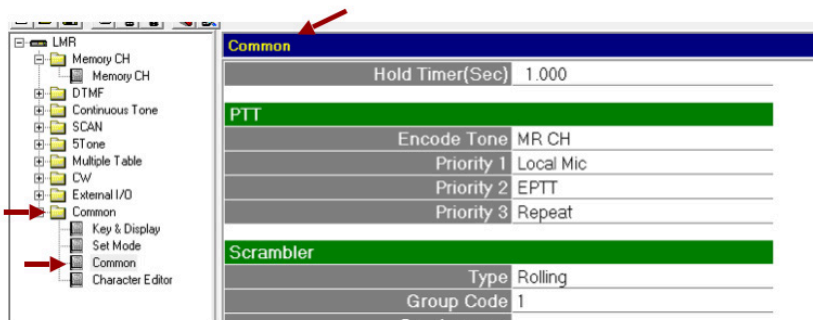 LMR
Memory CH
Memory CH
DTMF
Continuous Tone
SCAN
5Tone
Multiple Table
CW
External I/O
Common
Key & Display
Set Mode
Common
Character Editor
Common
Hold Timer(Sec) 1.000
PTT
Encode Tone MR CH
Priority 1 Local Mic
Priority 2 EPTT
Priority 3 Repeat
Scrambler
Type Rolling
Group Code 1